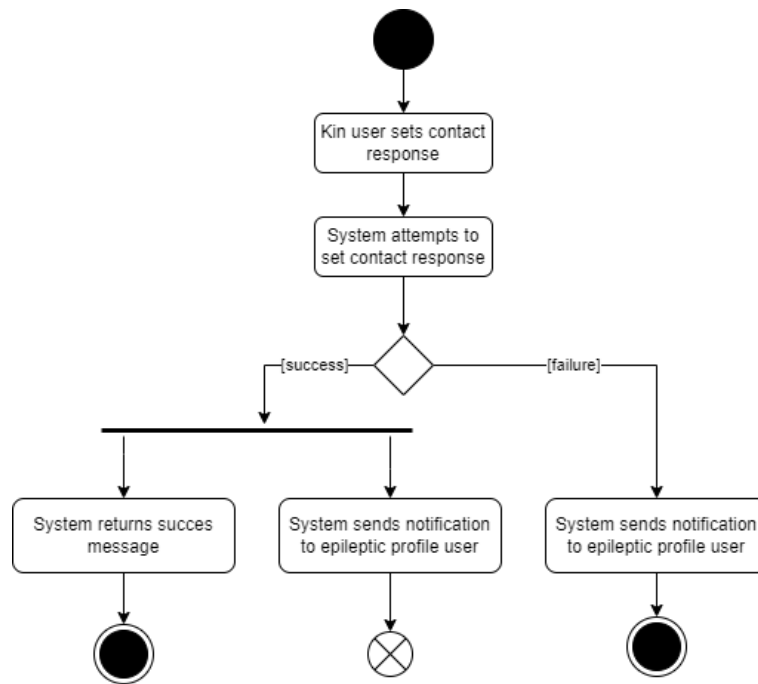 Kin user sets contact
response
System attempts to
set contact response
[success]
[failure]
System returns succes
message
System sends notification
to epileptic profile user
System sends notification
to epileptic profile user